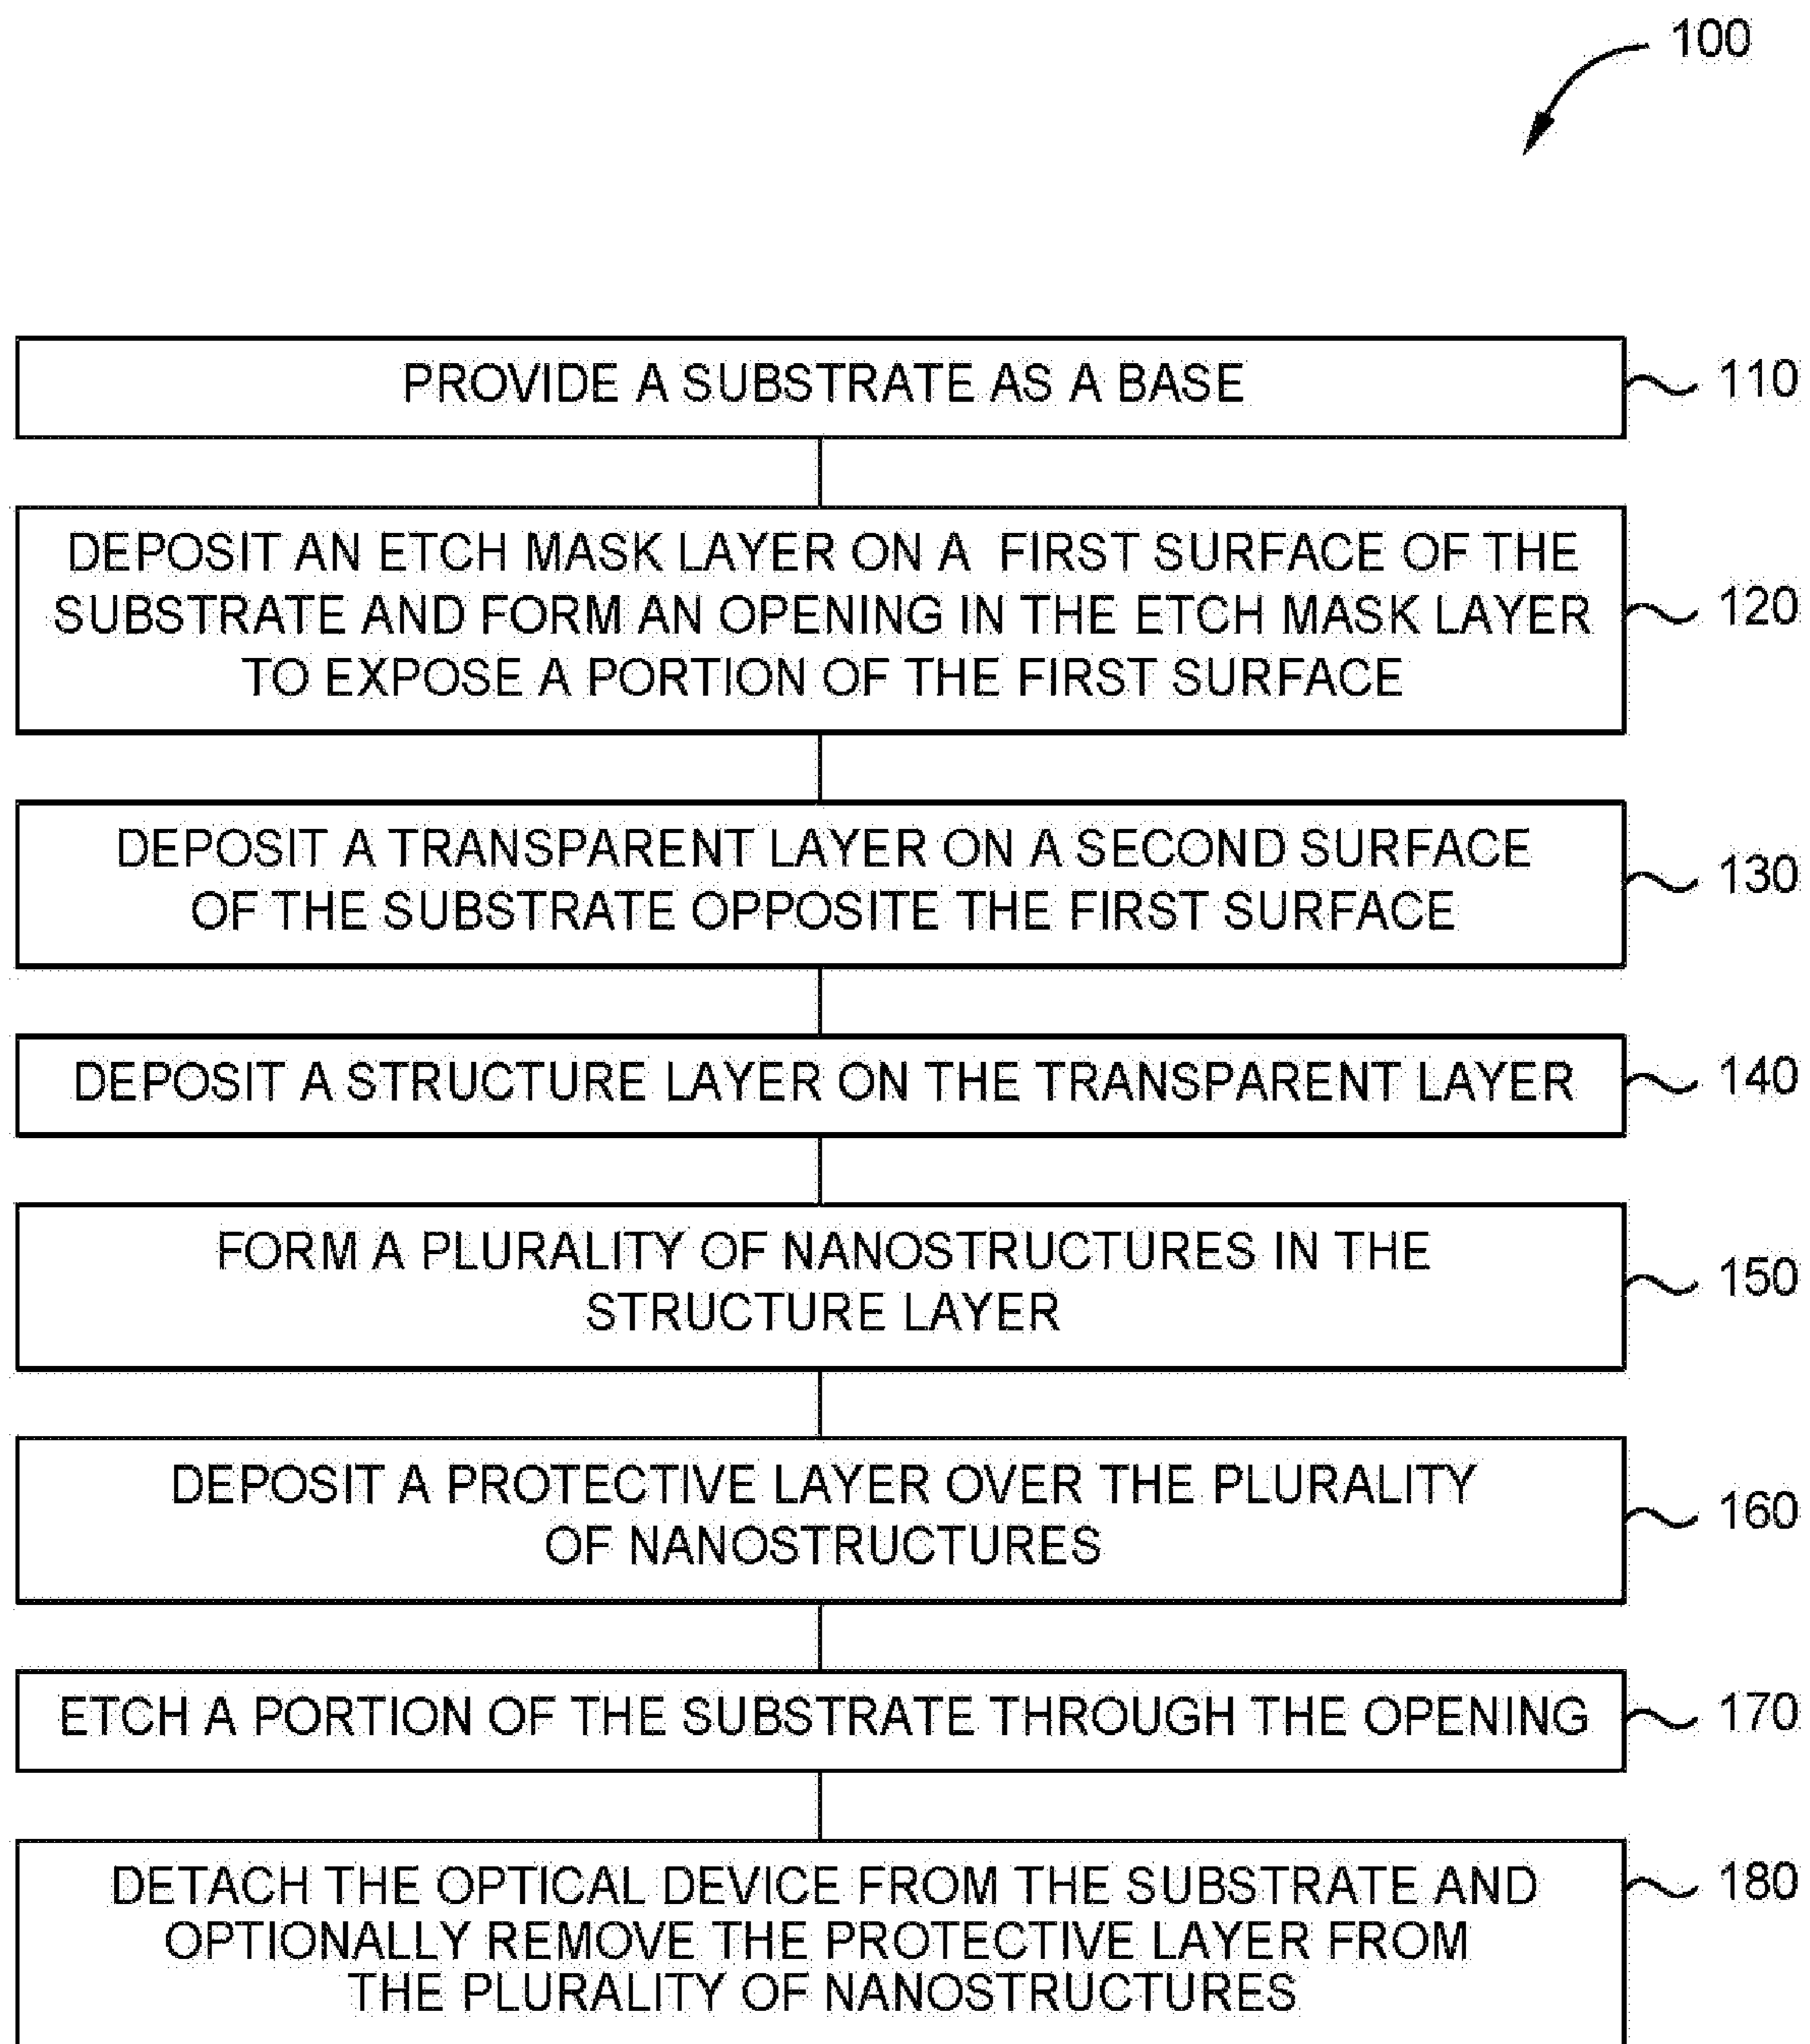 100
PROVIDE A SUBSTRATE AS A BASE
110
DEPOSIT AN ETCH MASK LAYER ON A FIRST SURFACE OF THE
SUBSTRATE AND FORM AN OPENING IN THE ETCH MASK LAYER
TO EXPOSE A PORTION OF THE FIRST SURFACE
120
DEPOSIT A TRANSPARENT LAYER ON A SECOND SURFACE
OF THE SUBSTRATE OPPOSITE THE FIRST SURFACE
130
DEPOSIT A STRUCTURE LAYER ON THE TRANSPARENT LAYER
140
FORM A PLURALITY OF NANOSTRUCTURES IN THE
STRUCTURE LAYER
150
DEPOSIT A PROTECTIVE LAYER OVER THE PLURALITY
OF NANOSTRUCTURES
160
ETCH A PORTION OF THE SUBSTRATE THROUGH THE OPENING
170
DETACH THE OPTICAL DEVICE FROM THE SUBSTRATE AND
OPTIONALLY REMOVE THE PROTECTIVE LAYER FROM
THE PLURALITY OF NANOSTRUCTURES
180